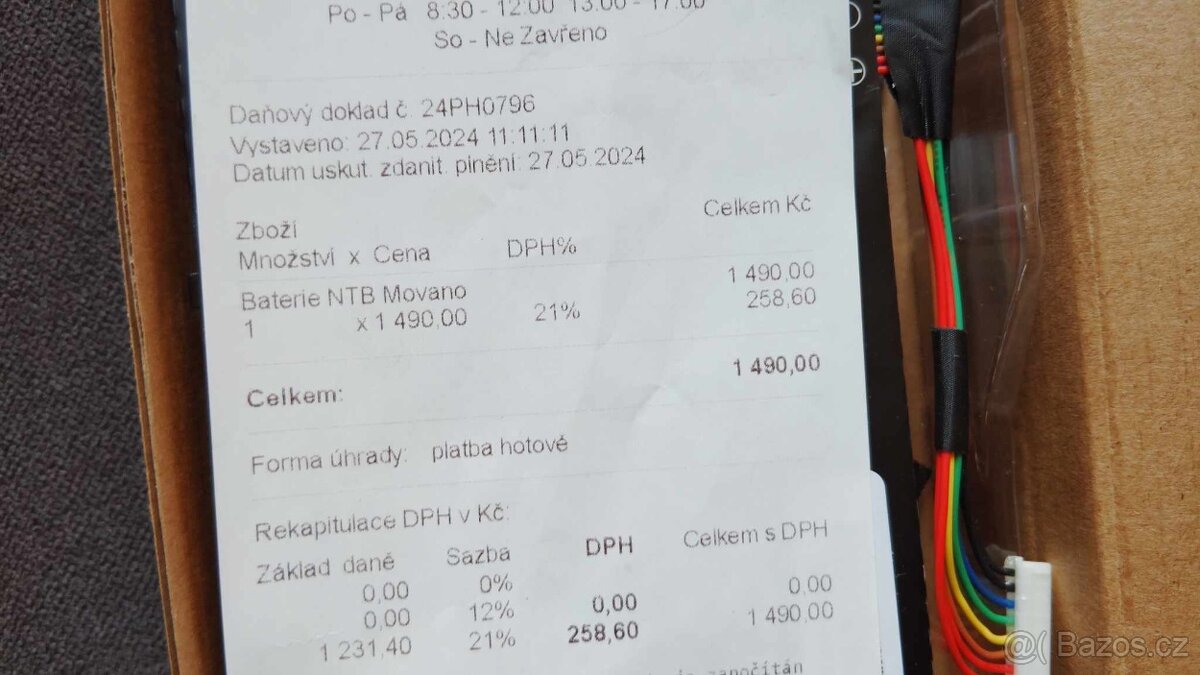 Po - Pá 8:30 - 12:00 13:00 - 17:00
So - Ne Zavřeno
Daňový doklad č. 24PH0796
Vystaveno: 27.05.2024 11:11:11
Datum uskut. zdanit. plnění: 27.05.2024
Zboží Celkem Kč
Množství x Cena DPH%
Baterie NTB Movano 1 490,00
1 x 1 490,00 21% 258,60
Celkem: 1 490,00
Forma úhrady: platba hotově
Rekapitulace DPH v Kč:
Základ daně Sazba DPH Celkem s DPH
0,00 0% 0,00
0,00 12% 0,00 1 490,00
1 231,40 21% 258,60
započítán
Bazos.cz